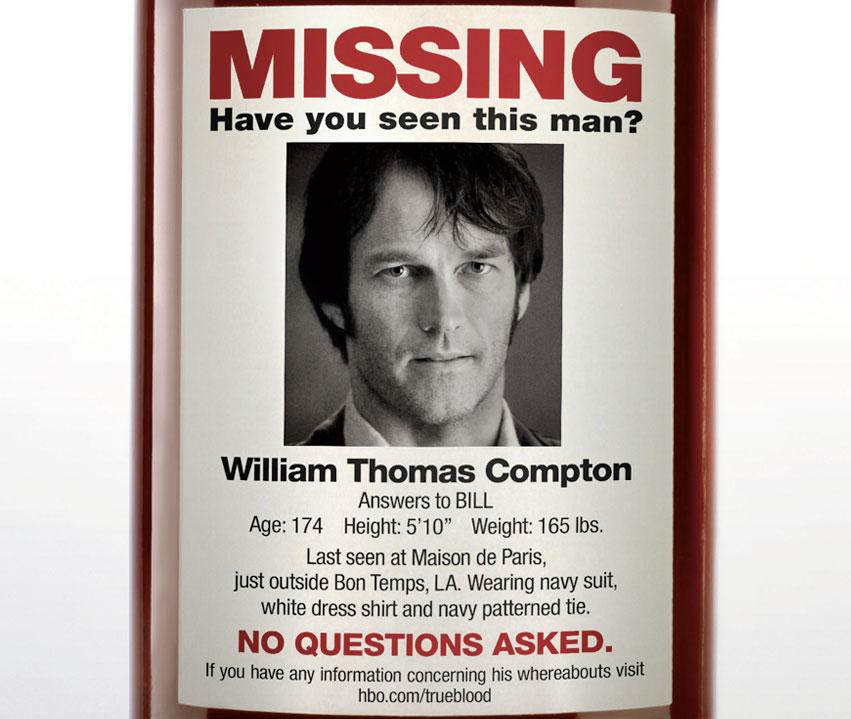 MISSING
Have you seen this man?
William Thomas Compton
Answers to BILL
Age: 174 Height: 5'10” Weight: 165 lbs.
Last seen at Maison de Paris,
just outside Bon Temps, LA. Wearing navy suit,
white dress shirt and navy patterned tie.
NO QUESTIONS ASKED.
If you have any information concerning his whereabouts visit
hbo.com/trueblood